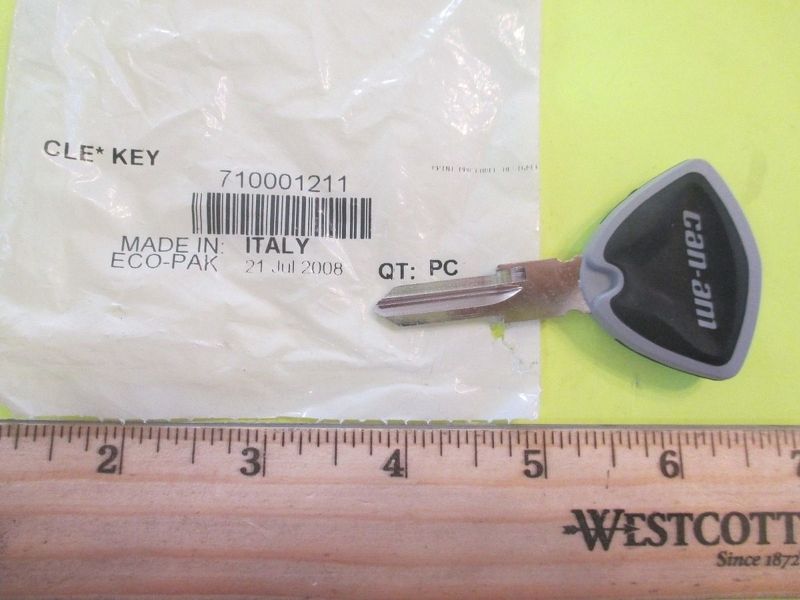 CLE* KEY
710001211
MADE IN: ITALY
ECO-PAK 21 Jul 2008
QT: PC
can-am
2 3 4 5 6 7
WESTCOTT
Since 1872